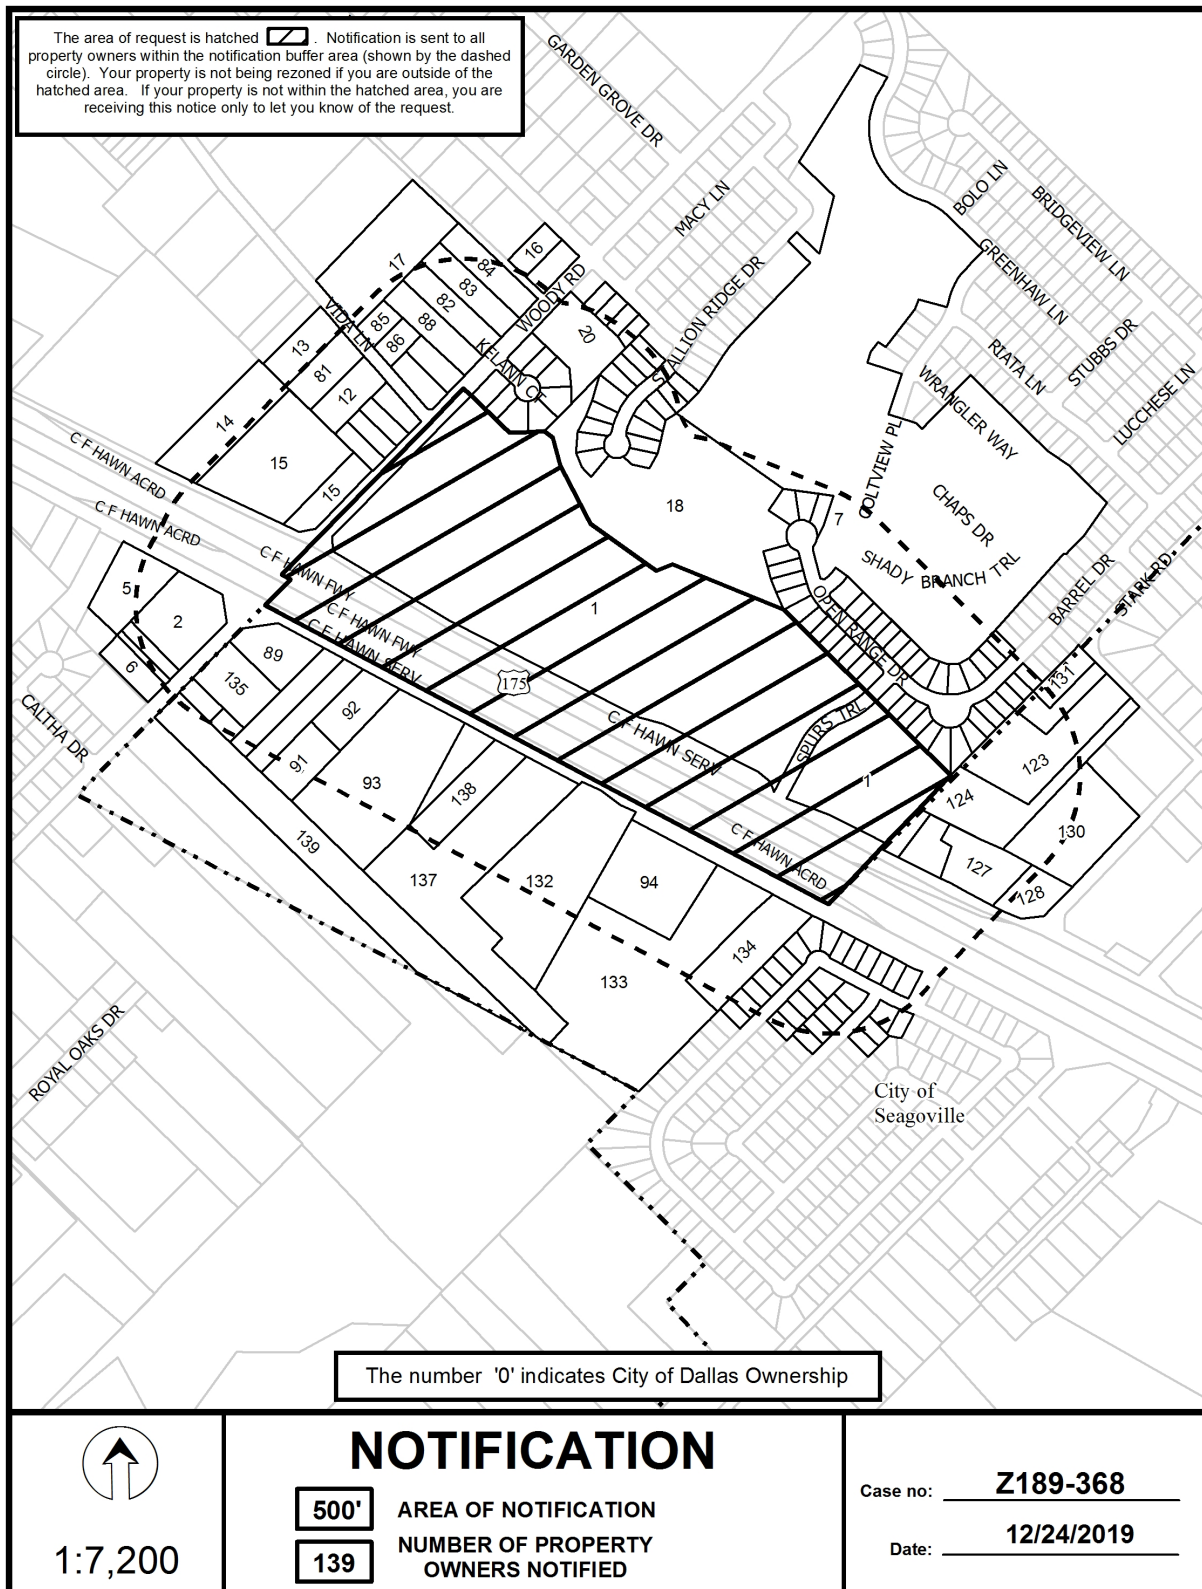 The area of request is hatched . Notification is sent to all
property owners within the notification buffer area (shown by the dashed
circle). Your property is not being rezoned if you are outside of the
hatched area. If your property is not within the hatched area, you are
receiving this notice only to let you know of the request.
GARDEN GROVE DR
MACY LN
BOLO LN
BRIDGEVIEW LN
GREENHAW LN
STALLION RIDGE DR
STUBBS DR
RIATA LN
LUCCHESE LN
WRANGLER WAY
COLTVIEW PL
CHAPS DR
SHADY BRANCH TRL
BARREL DR
STARK RD
OPEN RANGE DR
SPURS TRL
WOODY RD
KELANN CT
VIDA LN
16
17
84
83
82
88
85
86
20
13
81
12
14
15
15
18
7
C F HAWN ACRD
C F HAWN ACRD
C F HAWN FWY
C F HAWN FWY
C F HAWN SERV
175
1
C F HAWN SERV
1
C F HAWN ACRD
5
2
6
89
135
92
91
93
138
139
137
132
94
133
134
131
123
124
130
127
128
CALTHA DR
ROYAL OAKS DR
City of
Seagoville
The number '0' indicates City of Dallas Ownership
1:7,200
NOTIFICATION
500' AREA OF NOTIFICATION
139 NUMBER OF PROPERTY
OWNERS NOTIFIED
Case no: Z189-368
Date: 12/24/2019